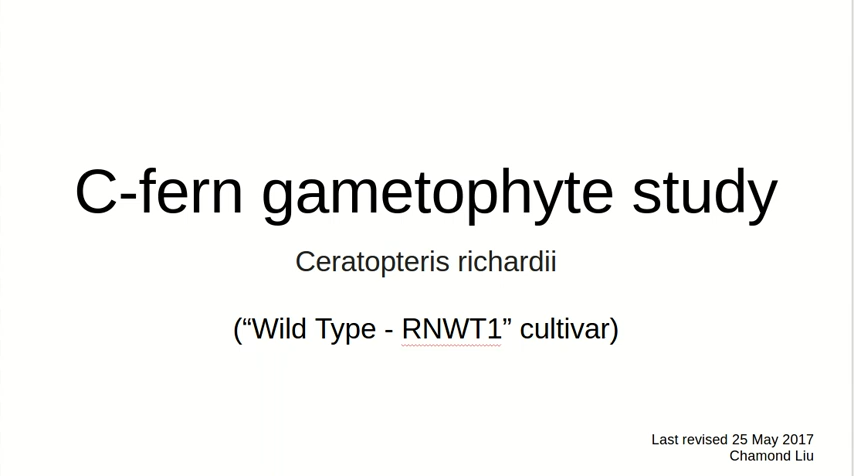 C-fern gametophyte study
Ceratopteris richardii
(“Wild Type - RNWT1” cultivar)
Last revised 25 May 2017
Chamond Liu